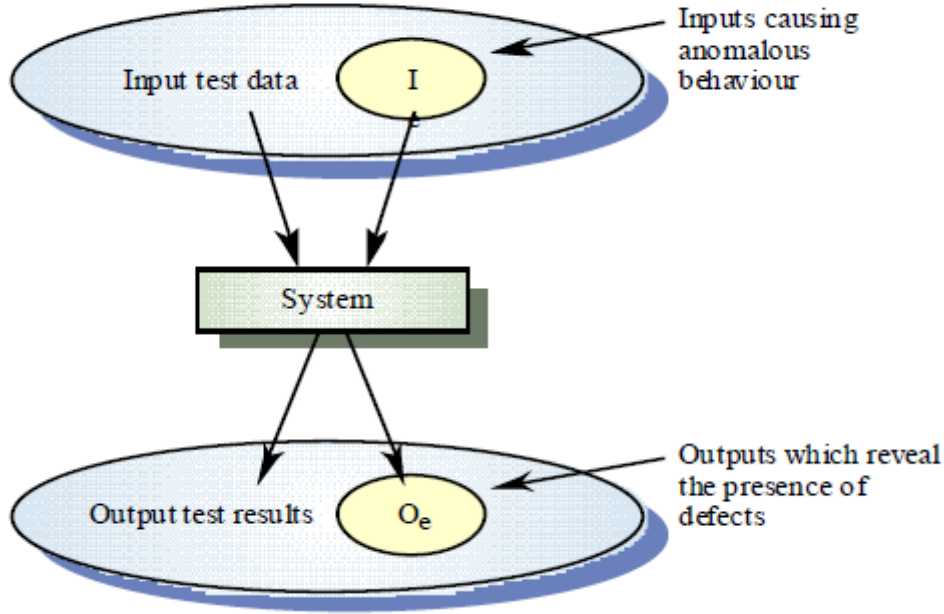 Inputs causing
anomalous
behaviour
Input test data
I
e
System
Outputs which reveal
the presence of
defects
Output test results
Oe